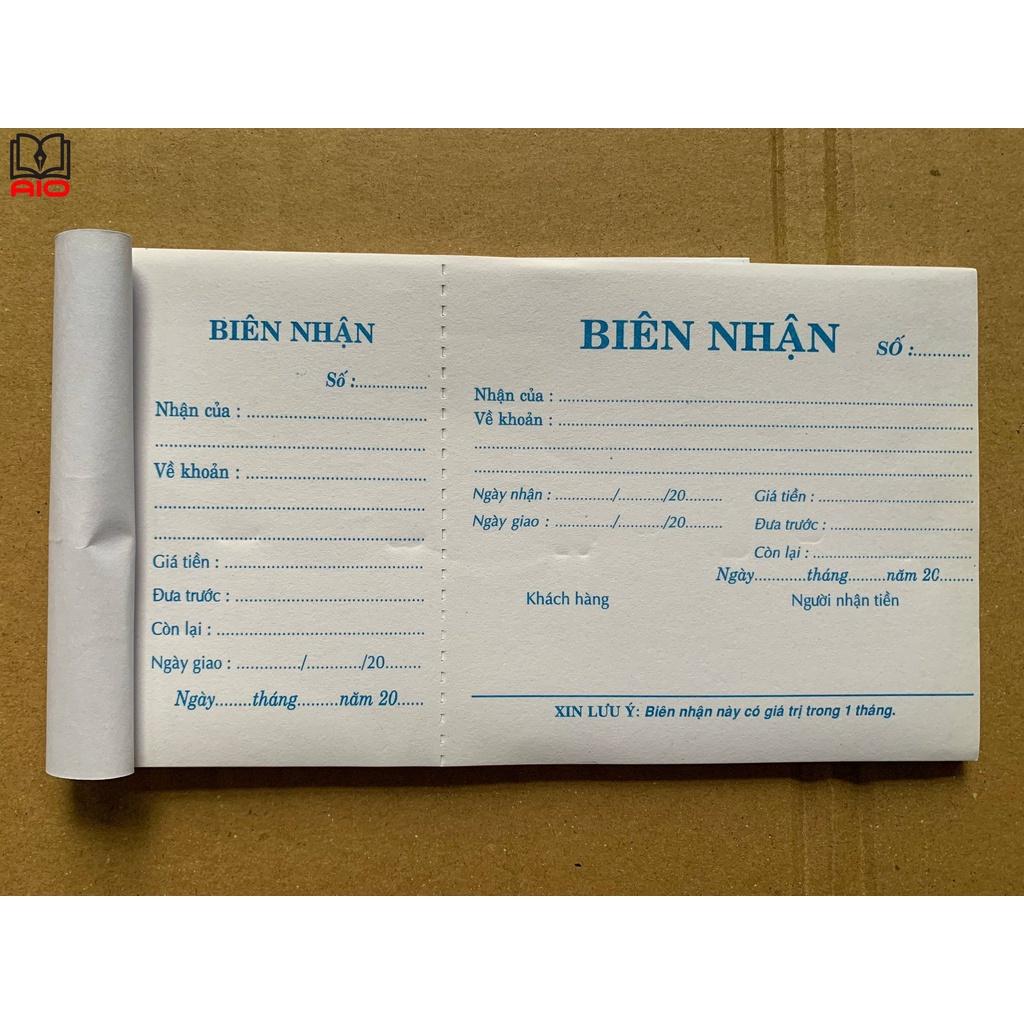 AIO
BIÊN NHẬN
Số :................
Nhận của : ........................................
............................................................
Về khoản : ........................................
............................................................
............................................................
Giá tiền : .............................................
Đưa trước : ..........................................
Còn lại : ..............................................
Ngày giao : ............../............/20........
Ngày........tháng.........năm 20......
BIÊN NHẬN
SỐ :............
Nhận của : ..........................................................................................
Về khoản : ..........................................................................................
..............................................................................................................
..............................................................................................................
Ngày nhận : ............../........../20......... Giá tiền : ...................................
Ngày giao : ............../........../20......... Đưa trước : ................................
Còn lại : ....................................
Ngày............tháng.........năm 20........
Khách hàng Người nhận tiền
XIN LƯU Ý: Biên nhận này có giá trị trong 1 tháng.